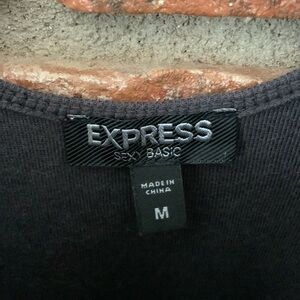 EXPRESS
SEXY BASIC
MADE IN
CHINA
M